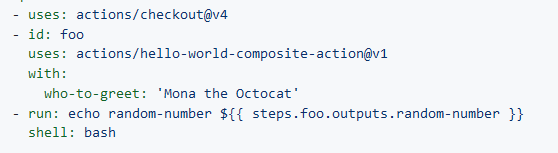 - uses: actions/checkout@v4
- id: foo
  uses: actions/hello-world-composite-action@v1
  with:
    who-to-greet: 'Mona the Octocat'
- run: echo random-number ${{ steps.foo.outputs.random-number }}
  shell: bash